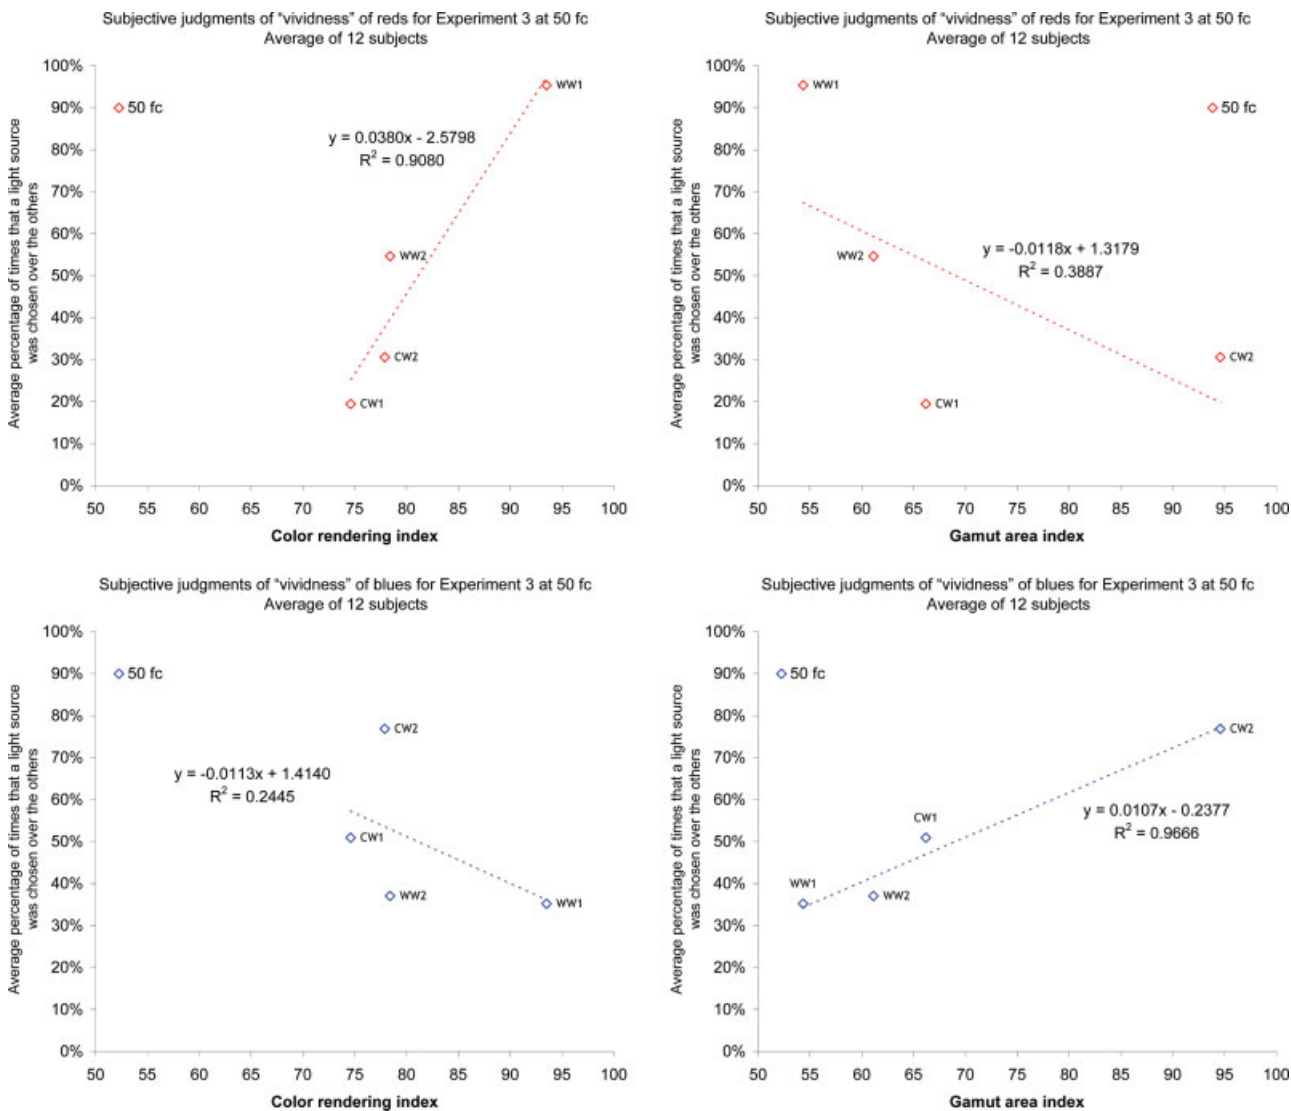 Subjective judgments of “vividness” of reds for Experiment 3 at 50 fc
Average of 12 subjects
Average percentage of times that a light source
was chosen over the others
100%
90%
80%
70%
60%
50%
40%
30%
20%
10%
0%
50 fc
WW1
y = 0.0380x - 2.5798
R² = 0.9080
WW2
CW2
CW1
50 55 60 65 70 75 80 85 90 95 100
Color rendering index
Subjective judgments of “vividness” of reds for Experiment 3 at 50 fc
Average of 12 subjects
Average percentage of times that a light source
was chosen over the others
100%
90%
80%
70%
60%
50%
40%
30%
20%
10%
0%
WW1
50 fc
y = -0.0118x + 1.3179
R² = 0.3887
WW2
CW2
CW1
50 55 60 65 70 75 80 85 90 95 100
Gamut area index
Subjective judgments of “vividness” of blues for Experiment 3 at 50 fc
Average of 12 subjects
Average percentage of times that a light source
was chosen over the others
100%
90%
80%
70%
60%
50%
40%
30%
20%
10%
0%
50 fc
CW2
y = -0.0113x + 1.4140
R² = 0.2445
CW1
WW2
WW1
50 55 60 65 70 75 80 85 90 95 100
Color rendering index
Subjective judgments of “vividness” of blues for Experiment 3 at 50 fc
Average of 12 subjects
Average percentage of times that a light source
was chosen over the others
100%
90%
80%
70%
60%
50%
40%
30%
20%
10%
0%
50 fc
CW2
CW1
y = 0.0107x - 0.2377
R² = 0.9666
WW1
WW2
50 55 60 65 70 75 80 85 90 95 100
Gamut area index